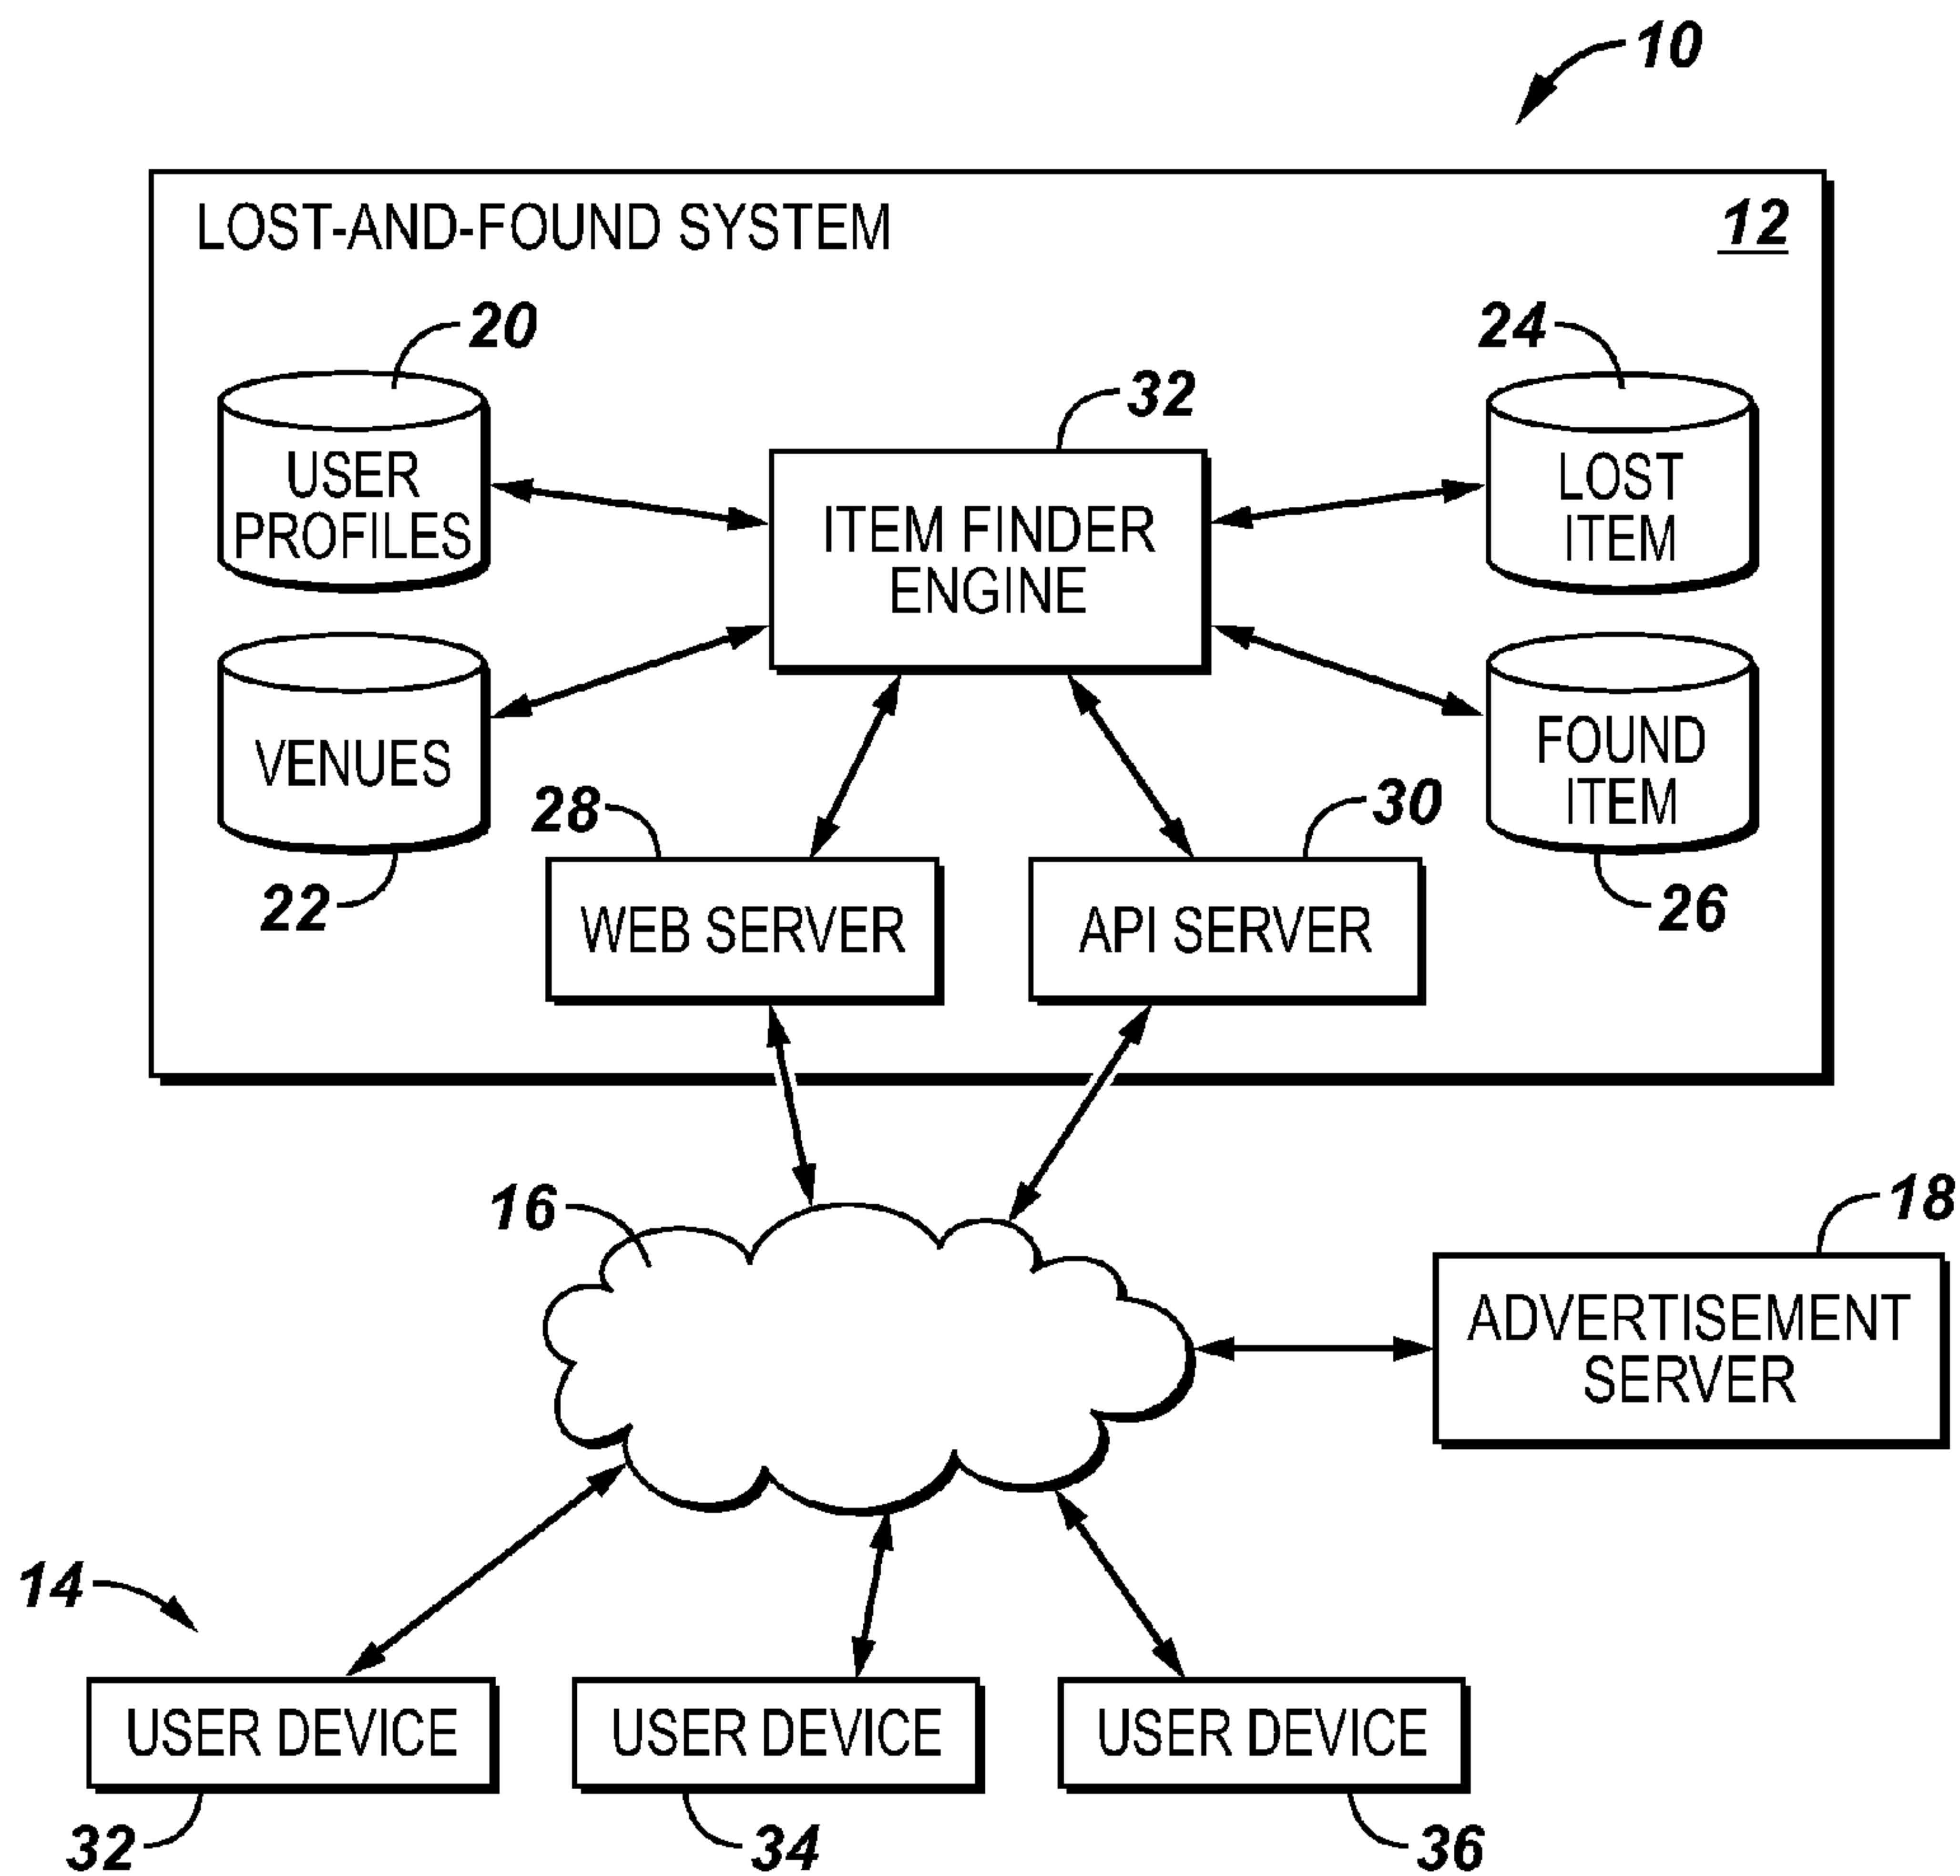 10
LOST-AND-FOUND SYSTEM
12
20
24
32
USER
PROFILES
ITEM FINDER
ENGINE
LOST
ITEM
VENUES
FOUND
ITEM
28
30
22
26
WEB SERVER
API SERVER
16
18
ADVERTISEMENT
SERVER
14
USER DEVICE
USER DEVICE
USER DEVICE
32
34
36